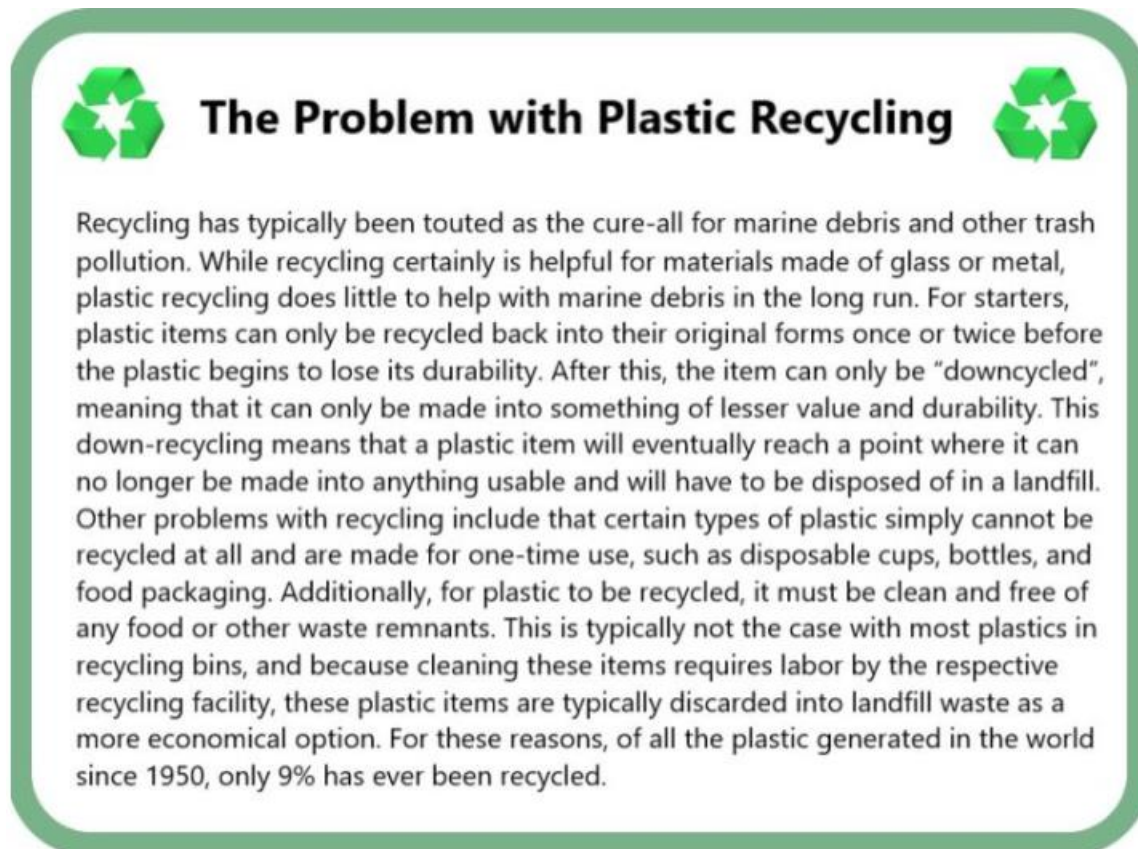 The Problem with Plastic Recycling
Recycling has typically been touted as the cure-all for marine debris and other trash
pollution. While recycling certainly is helpful for materials made of glass or metal,
plastic recycling does little to help with marine debris in the long run. For starters,
plastic items can only be recycled back into their original forms once or twice before
the plastic begins to lose its durability. After this, the item can only be “downcycled”,
meaning that it can only be made into something of lesser value and durability. This
down-recycling means that a plastic item will eventually reach a point where it can
no longer be made into anything usable and will have to be disposed of in a landfill.
Other problems with recycling include that certain types of plastic simply cannot be
recycled at all and are made for one-time use, such as disposable cups, bottles, and
food packaging. Additionally, for plastic to be recycled, it must be clean and free of
any food or other waste remnants. This is typically not the case with most plastics in
recycling bins, and because cleaning these items requires labor by the respective
recycling facility, these plastic items are typically discarded into landfill waste as a
more economical option. For these reasons, of all the plastic generated in the world
since 1950, only 9% has ever been recycled.